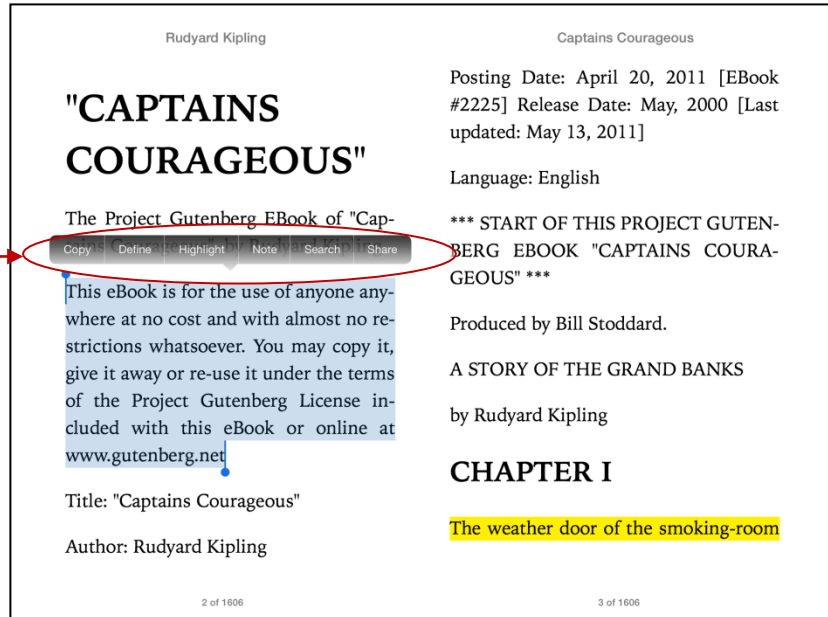 Rudyard Kipling
"CAPTAINS
COURAGEOUS"
The Project Gutenberg EBook of "Cap-
Copy Define Highlight Note Search Share
This eBook is for the use of anyone any-
where at no cost and with almost no re-
strictions whatsoever. You may copy it,
give it away or re-use it under the terms
of the Project Gutenberg License in-
cluded with this eBook or online at
www.gutenberg.net
Title: "Captains Courageous"
Author: Rudyard Kipling
2 of 1606
Captains Courageous
Posting Date: April 20, 2011 [EBook
#2225] Release Date: May, 2000 [Last
updated: May 13, 2011]
Language: English
*** START OF THIS PROJECT GUTEN-
BERG EBOOK "CAPTAINS COURA-
GEOUS" ***
Produced by Bill Stoddard.
A STORY OF THE GRAND BANKS
by Rudyard Kipling
CHAPTER I
The weather door of the smoking-room
3 of 1606